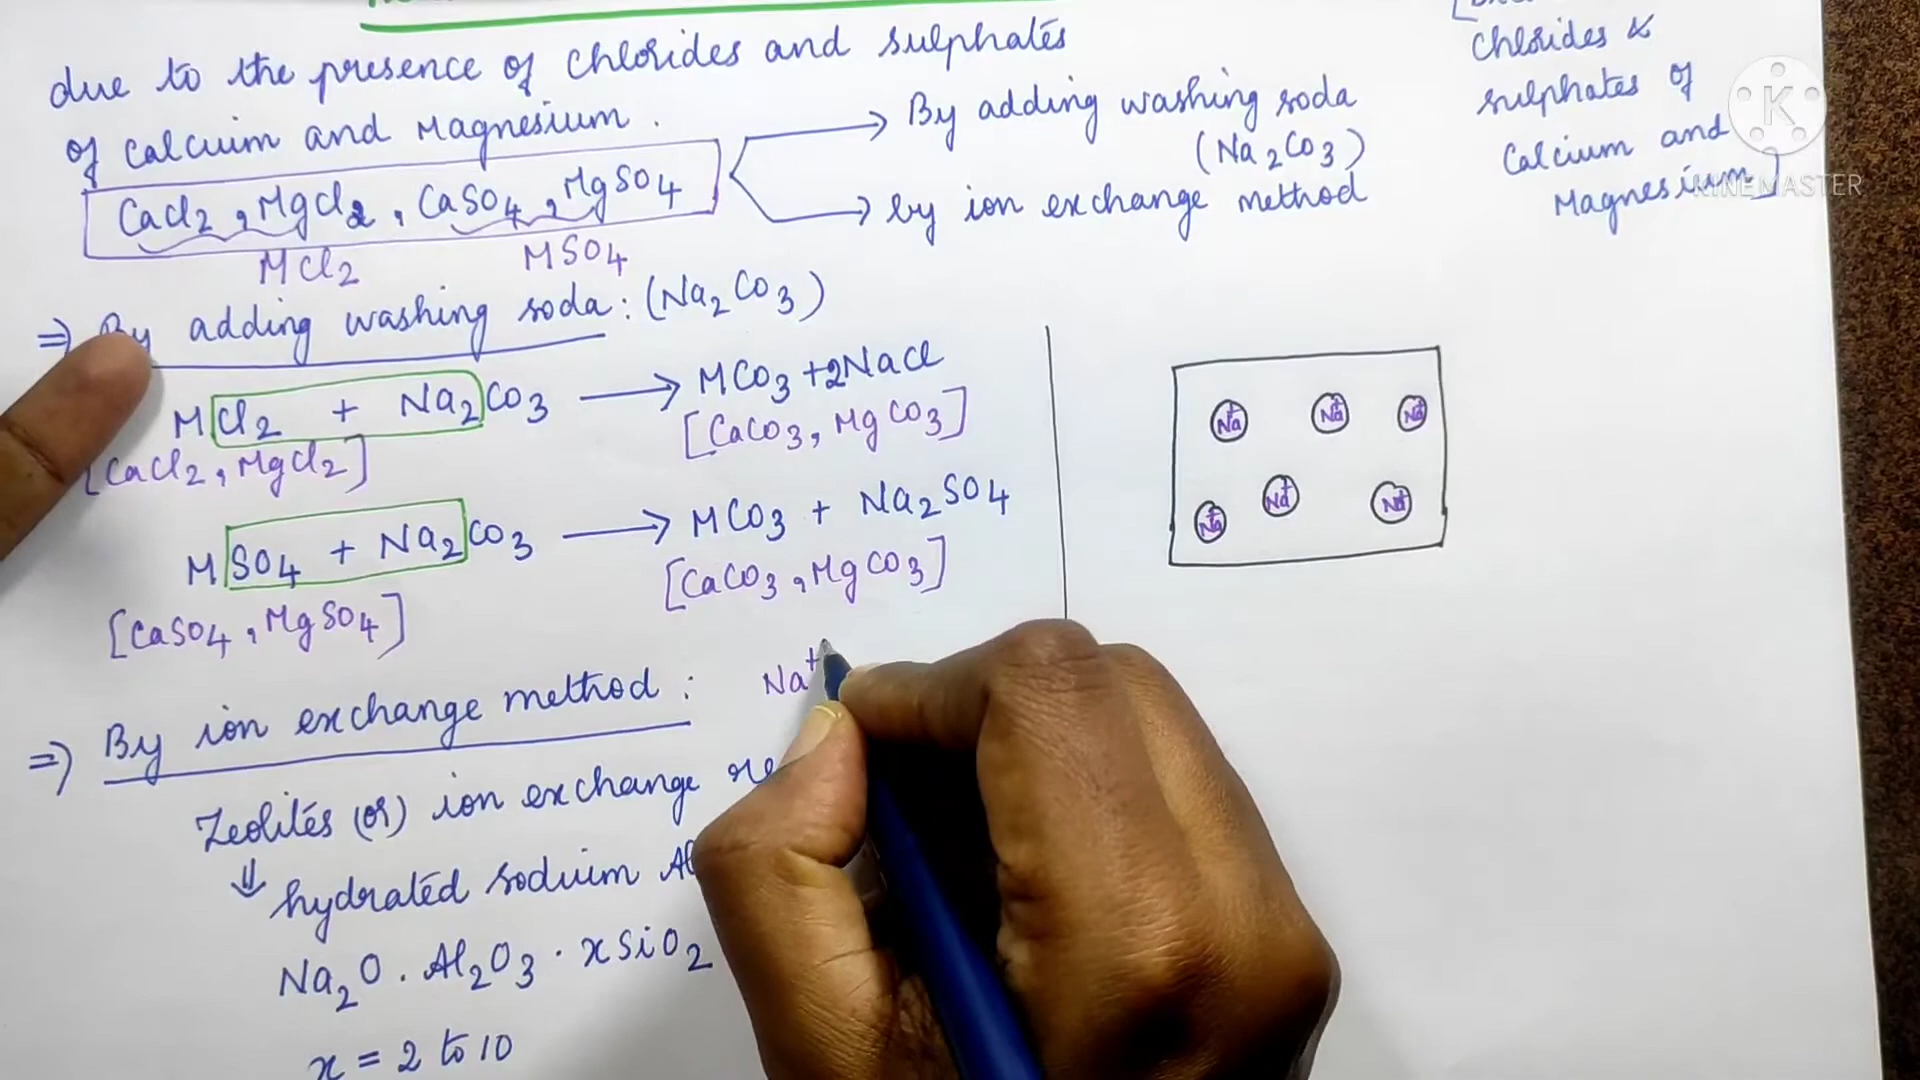 due to the presence of chlorides and sulphates
of calcuim and Magnesium.
CaCl2, MgCl2, CaSO4, MgSO4
MCl2 MSO4
By adding washing soda
(Na2CO3)
by ion exchange method
chlorides &
sulphates of
Calcium and
Magnesium]
K
KINEMASTER
=) By adding washing soda: (Na2CO3)
MCl2 + Na2CO3 → MCO3 + 2NaCl
[CaCl2, MgCl2] [CaCO3, MgCO3]
MSO4 + Na2CO3 → MCO3 + Na2SO4
[CaSO4, MgSO4] [CaCO3, MgCO3]
Na+ Na+ Na+
Na+ Na+ Na+
=) By ion exchange method: Na+
Zeolites (or) ion exchange
⇓ hydrated soduim
Na2O . Al2O3 . xSiO2
x = 2 to 10